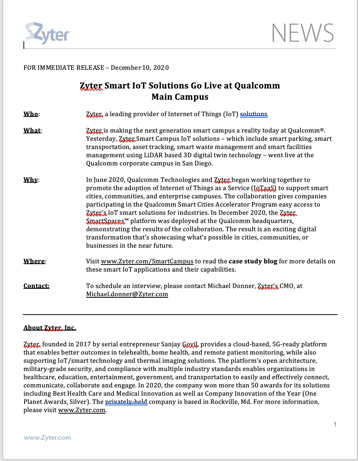 Zyter NEWS
FOR IMMEDIATE RELEASE – December 10, 2020
Zyter Smart IoT Solutions Go Live at Qualcomm
Main Campus
Who: Zyter, a leading provider of Internet of Things (IoT) solutions
What: Zyter is making the next generation smart campus a reality today at Qualcomm®.
Yesterday, Zyter Smart Campus IoT solutions – which include smart parking, smart
transportation, asset tracking, smart waste management and smart facilities
management using LiDAR based 3D digital twin technology – went live at the
Qualcomm corporate campus in San Diego.
Why: In June 2020, Qualcomm Technologies and Zyter began working together to
promote the adoption of Internet of Things as a Service (IoTaaS) to support smart
cities, communities, and enterprise campuses. The collaboration gives companies
participating in the Qualcomm Smart Cities Accelerator Program easy access to
Zyter's IoT smart solutions for industries. In December 2020, the Zyter
SmartSpaces™ platform was deployed at the Qualcomm headquarters,
demonstrating the results of the collaboration. The result is an exciting digital
transformation that's showcasing what's possible in cities, communities, or
businesses in the near future.
Where: Visit www.Zyter.com/SmartCampus to read the case study blog for more details on
these smart IoT applications and their capabilities.
Contact: To schedule an interview, please contact Michael Donner, Zyter's CMO, at
Michael.donner@Zyter.com
About Zyter, Inc.
Zyter, founded in 2017 by serial entrepreneur Sanjay Govil, provides a cloud-based, 5G-ready platform
that enables better outcomes in telehealth, home health, and remote patient monitoring, while also
supporting IoT/smart technology and thermal imaging solutions. The platform's open architecture,
military-grade security, and compliance with multiple industry standards enables organizations in
healthcare, education, entertainment, government, and transportation to easily and effectively connect,
communicate, collaborate and engage. In 2020, the company won more than 50 awards for its solutions
including Best Health Care and Medical Innovation as well as Company Innovation of the Year (One
Planet Awards, Silver). The privately-held company is based in Rockville, Md. For more information,
please visit www.Zyter.com.
1
www.Zyter.com